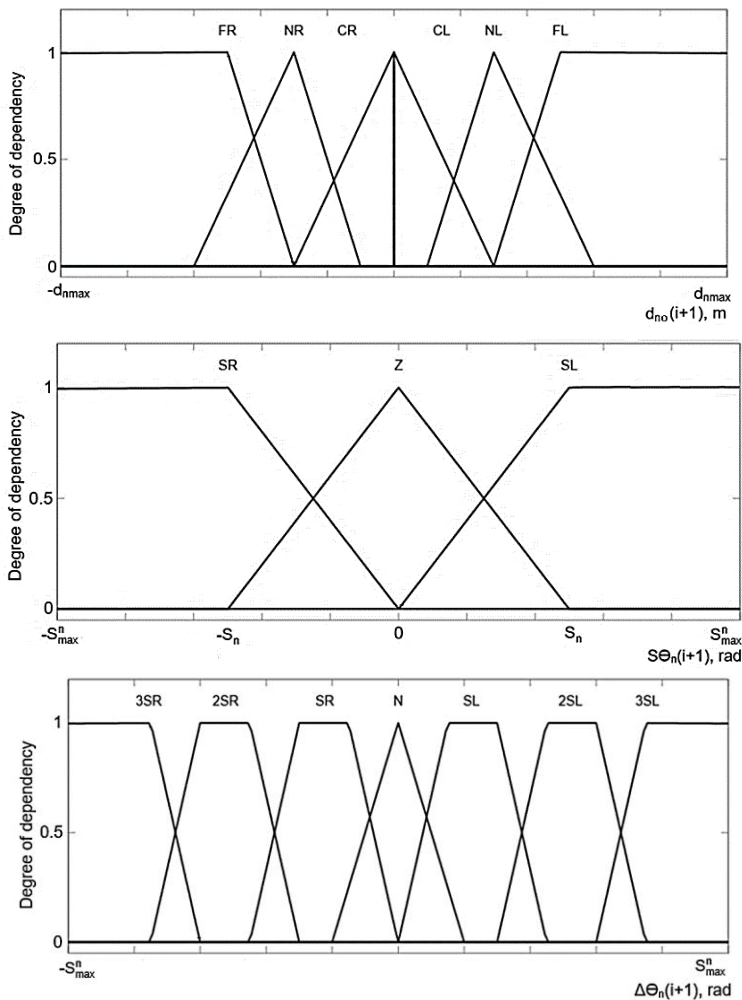 FR NR CR CL NL FL
1
Degree of dependency
0.5
0
-dnmax dnmax
dno(i+1), m
SR Z SL
1
Degree of dependency
0.5
0
-Sⁿmax -Sn 0 Sn Sⁿmax
SΘn(i+1), rad
3SR 2SR SR N SL 2SL 3SL
1
Degree of dependency
0.5
0
-Sⁿmax Sⁿmax
ΔΘn(i+1), rad